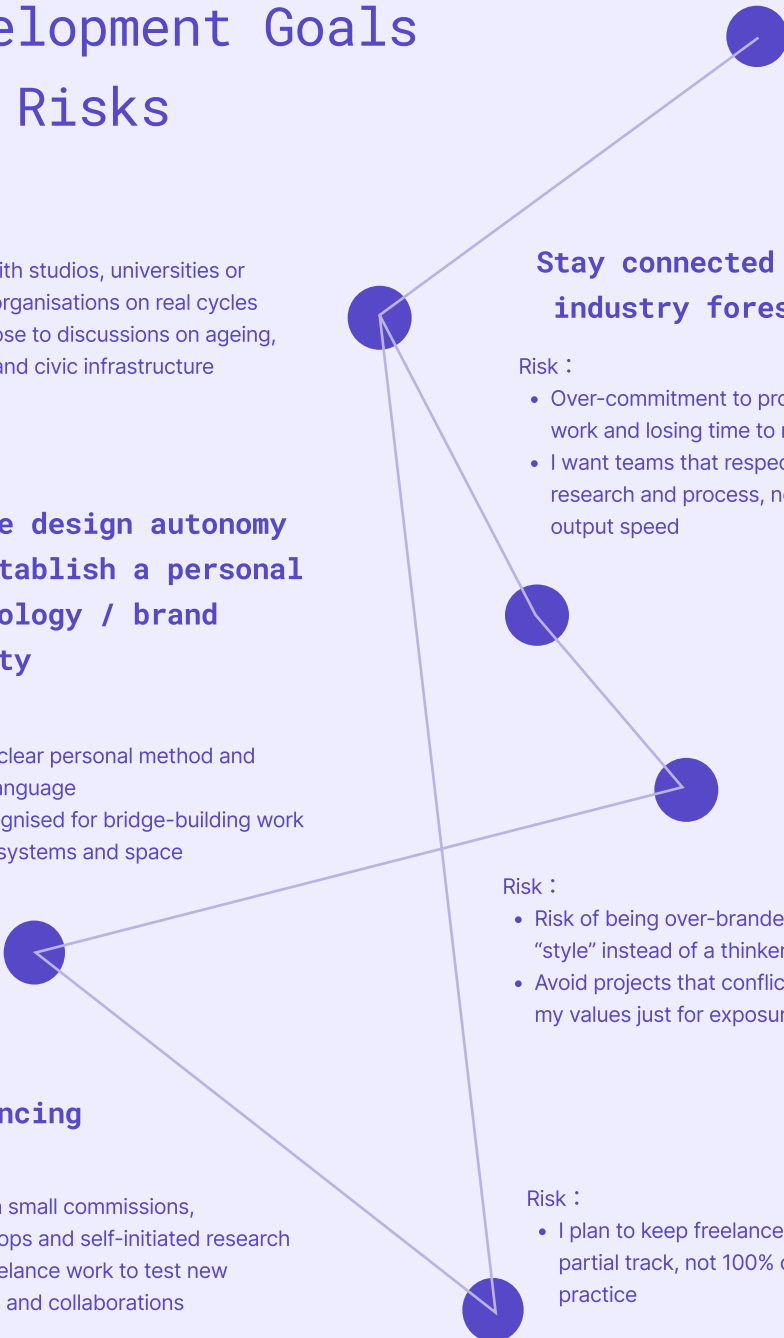 elopment Goals
Risks
ith studios, universities or
organisations on real cycles
ose to discussions on ageing,
and civic infrastructure
Stay connected
industry fores
Risk：
• Over-commitment to pro
work and losing time to r
• I want teams that respec
research and process, no
output speed
e design autonomy
tablish a personal
ology / brand
ty
clear personal method and
anguage
gnised for bridge-building work
systems and space
Risk：
• Risk of being over-brande
“style” instead of a thinker
• Avoid projects that conflic
my values just for exposur
ncing
small commissions,
ops and self-initiated research
elance work to test new
and collaborations
Risk：
• I plan to keep freelance
partial track, not 100%
practice